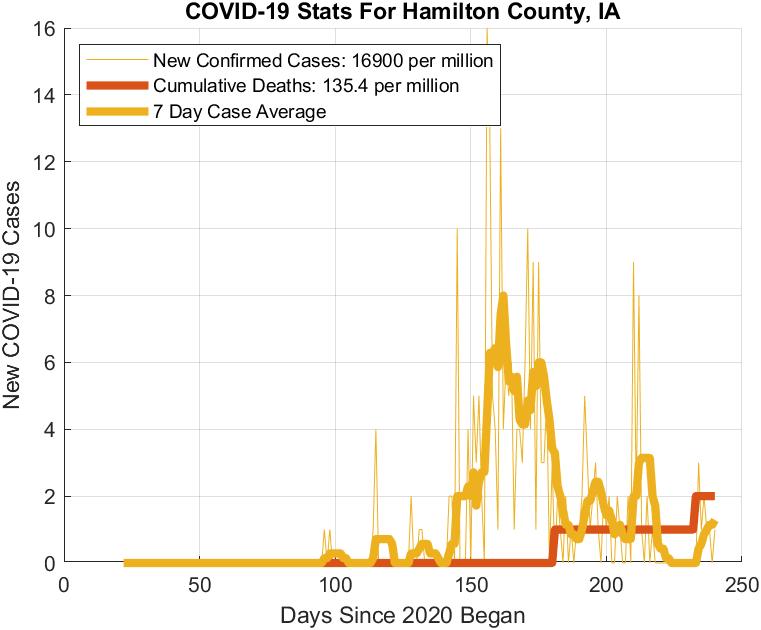 COVID-19 Stats For Hamilton County, IA
New Confirmed Cases: 16900 per million
Cumulative Deaths: 135.4 per million
7 Day Case Average
New COVID-19 Cases
16
14
12
10
8
6
4
2
0
0 50 100 150 200 250
Days Since 2020 Began